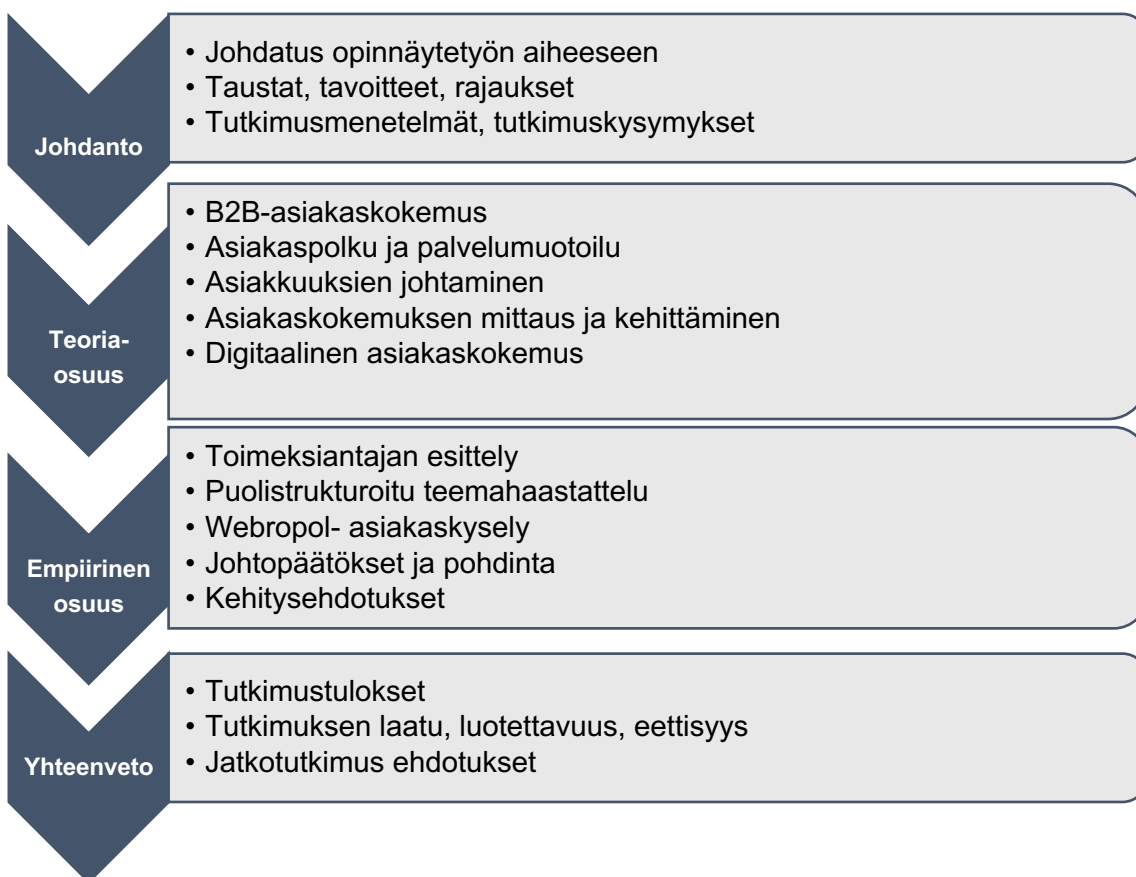 Johdanto
• Johdatus opinnäytetyön aiheeseen
• Taustat, tavoitteet, rajaukset
• Tutkimusmenetelmät, tutkimuskysymykset
Teoria-
osuus
• B2B-asiakaskokemus
• Asiakaspolku ja palvelumuotoilu
• Asiakkuuksien johtaminen
• Asiakaskokemuksen mittaus ja kehittäminen
• Digitaalinen asiakaskokemus
Empiirinen
osuus
• Toimeksiantajan esittely
• Puolistrukturoitu teemahaastattelu
• Webropol- asiakaskysely
• Johtopäätökset ja pohdinta
• Kehitysehdotukset
Yhteenveto
• Tutkimustulokset
• Tutkimuksen laatu, luotettavuus, eettisyys
• Jatkotutkimus ehdotukset